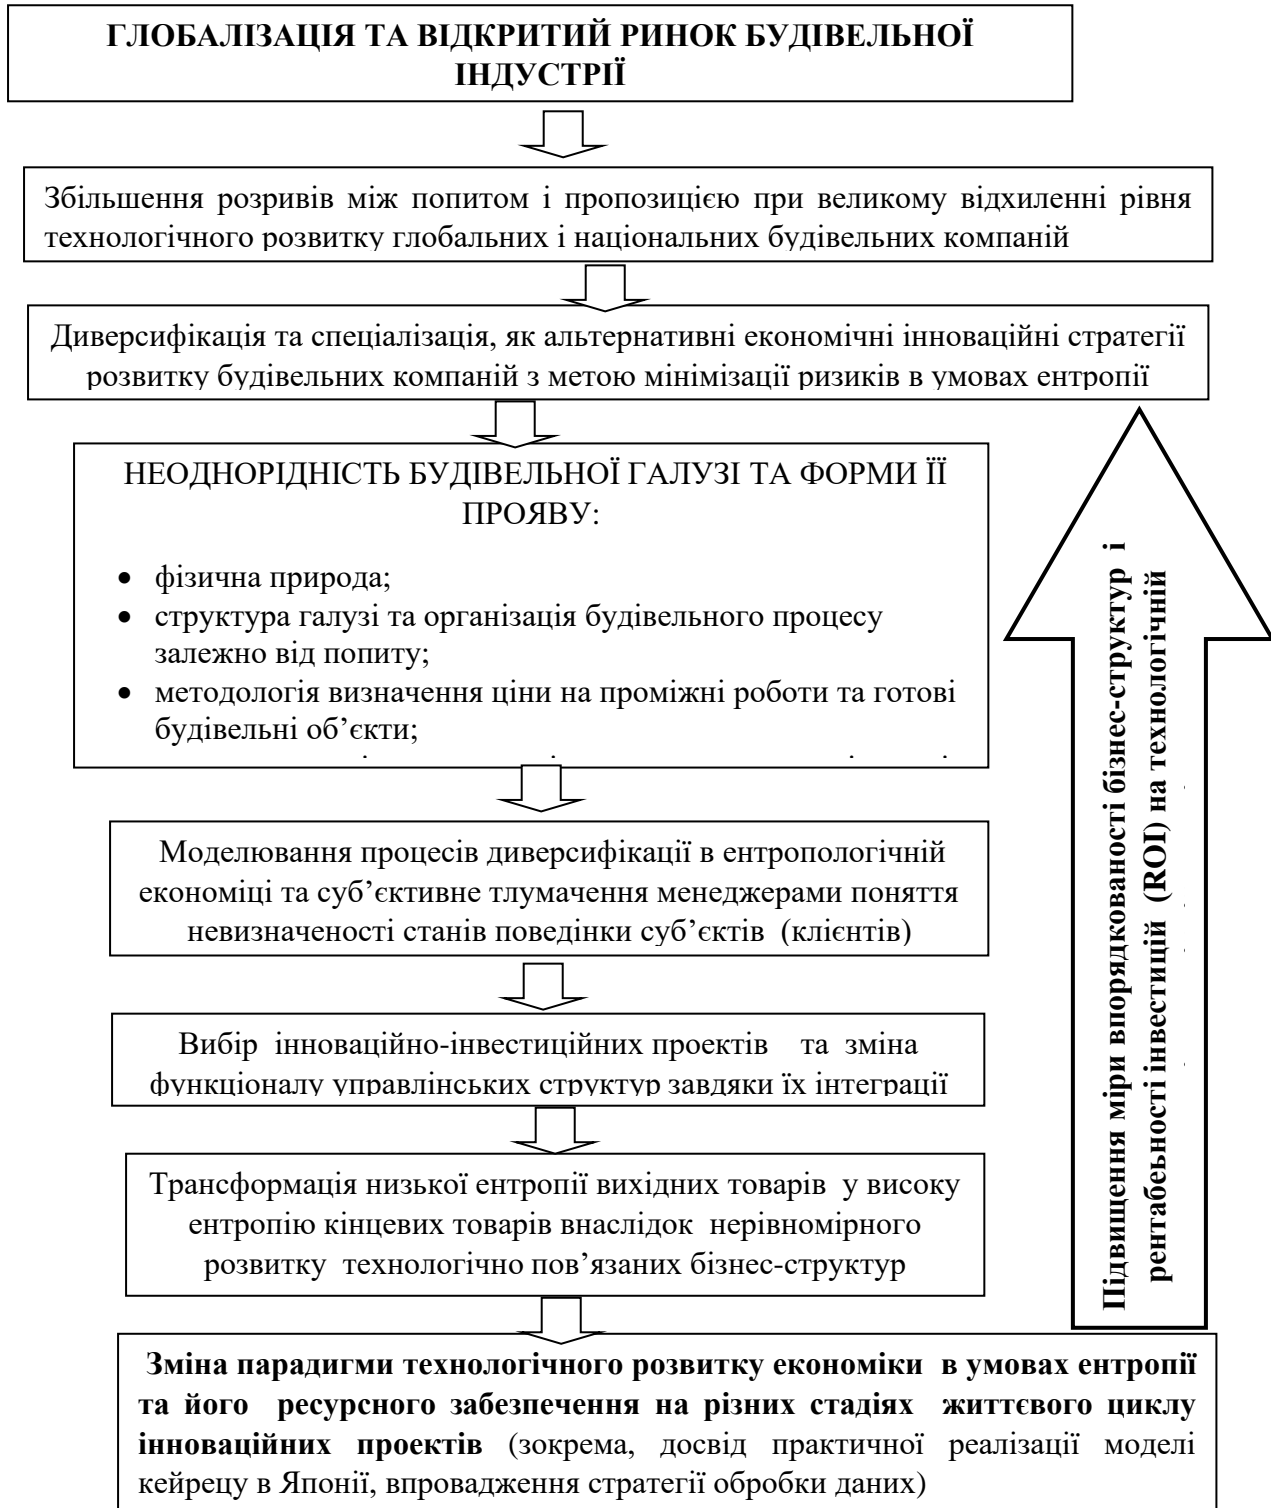 ГЛОБАЛІЗАЦІЯ ТА ВІДКРИТИЙ РИНОК БУДІВЕЛЬНОЇ
ІНДУСТРІЇ
Збільшення розривів між попитом і пропозицією при великому відхиленні рівня
технологічного розвитку глобальних і національних будівельних компаній
Диверсифікація та спеціалізація, як альтернативні економічні інноваційні стратегії
розвитку будівельних компаній з метою мінімізації ризиків в умовах ентропії
НЕОДНОРІДНІСТЬ БУДІВЕЛЬНОЇ ГАЛУЗІ ТА ФОРМИ ЇЇ
ПРОЯВУ:
• фізична природа;
• структура галузі та організація будівельного процесу
залежно від попиту;
• методологія визначення ціни на проміжні роботи та готові
будівельні об’єкти;
Моделювання процесів диверсифікації в ентропологічній
економіці та суб’єктивне тлумачення менеджерами поняття
невизначеності станів поведінки суб’єктів (клієнтів)
Вибір інноваційно-інвестиційних проектів та зміна
функціоналу управлінських структур завдяки їх інтеграції
Трансформація низької ентропії вихідних товарів у високу
ентропію кінцевих товарів внаслідок нерівномірного
розвитку технологічно пов’язаних бізнес-структур
Зміна парадигми технологічного розвитку економіки в умовах ентропії
та його ресурсного забезпечення на різних стадіях життєвого циклу
інноваційних проектів (зокрема, досвід практичної реалізації моделі
кейрецу в Японії, впровадження стратегії обробки даних)
Підвищення міри впорядкованості бізнес-структур і
рентабеьності інвестицій (ROI) на технологічній